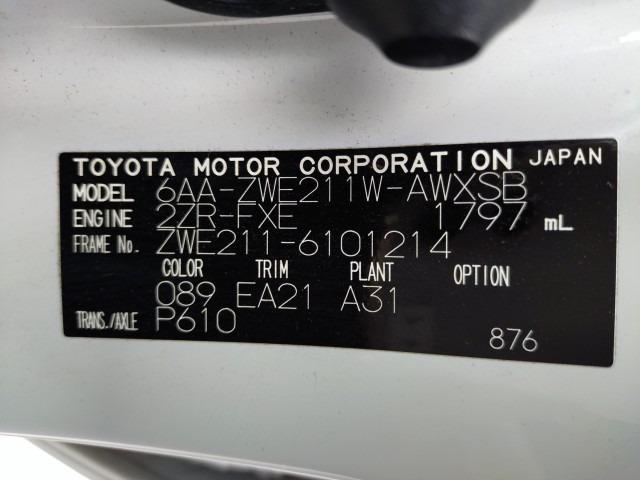 TOYOTA MOTOR CORPORATION JAPAN
MODEL 6AA-ZWE211W-AWXSB
ENGINE 2ZR-FXE 1797 mL
FRAME No. ZWE211-6101214
COLOR TRIM PLANT OPTION
089 EA21 A31
TRANS./AXLE P610
876